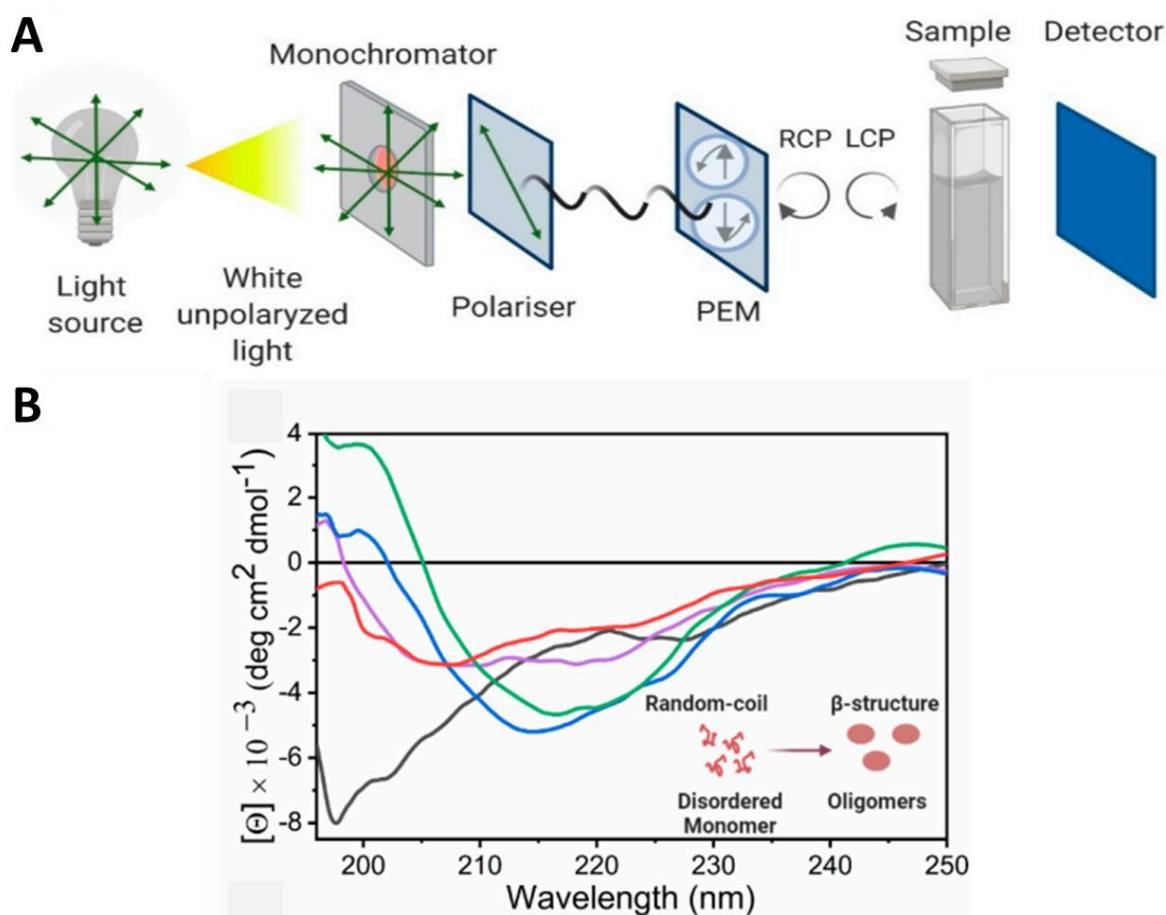 A
Monochromator
Sample
Detector
RCP LCP
Light
source
White
unpolaryzed
light
Polariser
PEM
B
[Θ] × 10⁻³ (deg cm² dmol⁻¹)
4
2
0
-2
-4
-6
-8
Random-coil
β-structure
Disordered
Monomer
Oligomers
200 210 220 230 240 250
Wavelength (nm)